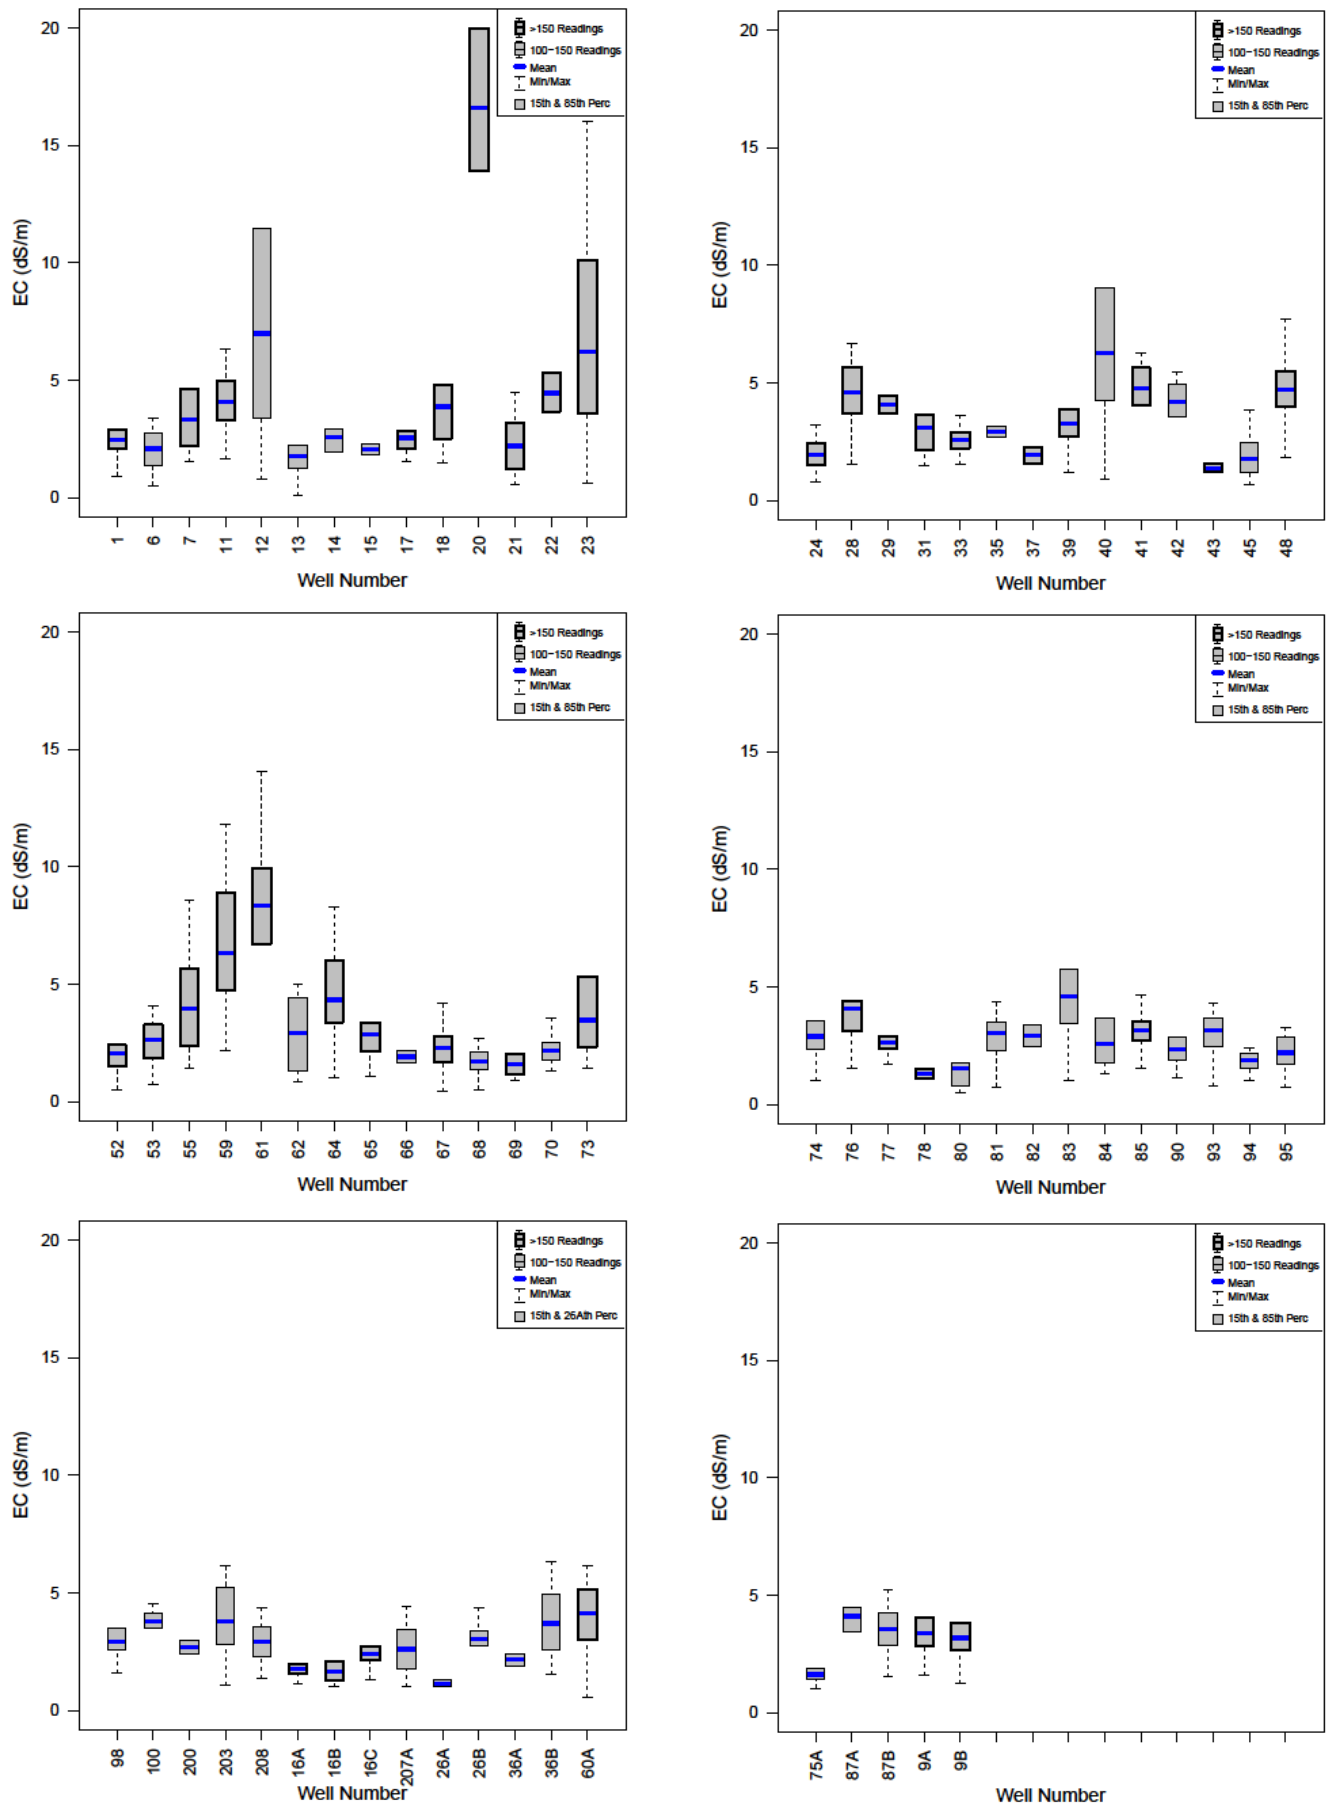 20
15
10
5
0
EC (dS/m)
>150 Readings
100−150 Readings
Mean
Min/Max
15th & 85th Perc
1 6 7 11 12 13 14 15 17 18 20 21 22 23
Well Number
20
15
10
5
0
EC (dS/m)
>150 Readings
100−150 Readings
Mean
Min/Max
15th & 85th Perc
24 28 29 31 33 35 37 39 40 41 42 43 45 48
Well Number
20
15
10
5
0
EC (dS/m)
>150 Readings
100−150 Readings
Mean
Min/Max
15th & 85th Perc
52 53 55 59 61 62 64 65 66 67 68 69 70 73
Well Number
20
15
10
5
0
EC (dS/m)
>150 Readings
100−150 Readings
Mean
Min/Max
15th & 85th Perc
74 76 77 78 80 81 82 83 84 85 90 93 94 95
Well Number
20
15
10
5
0
EC (dS/m)
>150 Readings
100−150 Readings
Mean
Min/Max
15th & 26Ath Perc
98 100 200 203 208 16A 16B 16C 207A 26A 26B 36A 36B 60A
Well Number
20
15
10
5
0
EC (dS/m)
>150 Readings
100−150 Readings
Mean
Min/Max
15th & 85th Perc
75A 87A 87B 9A 9B
Well Number